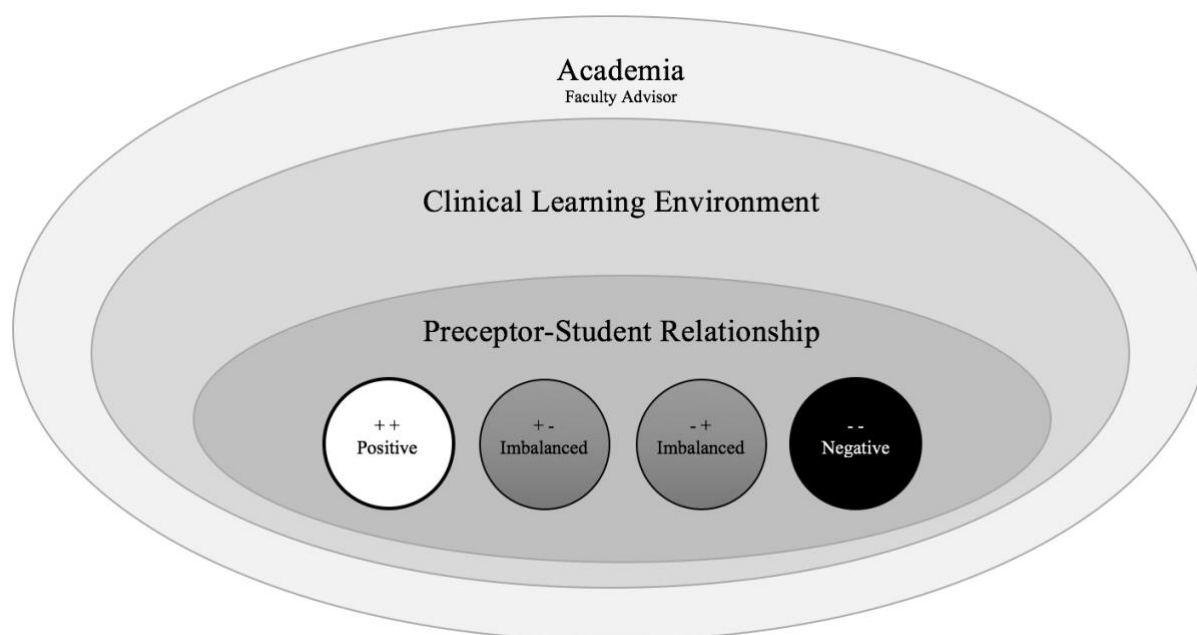 Academia
Faculty Advisor
Clinical Learning Environment
Preceptor-Student Relationship
+ +
Positive
+ -
Imbalanced
- +
Imbalanced
- -
Negative